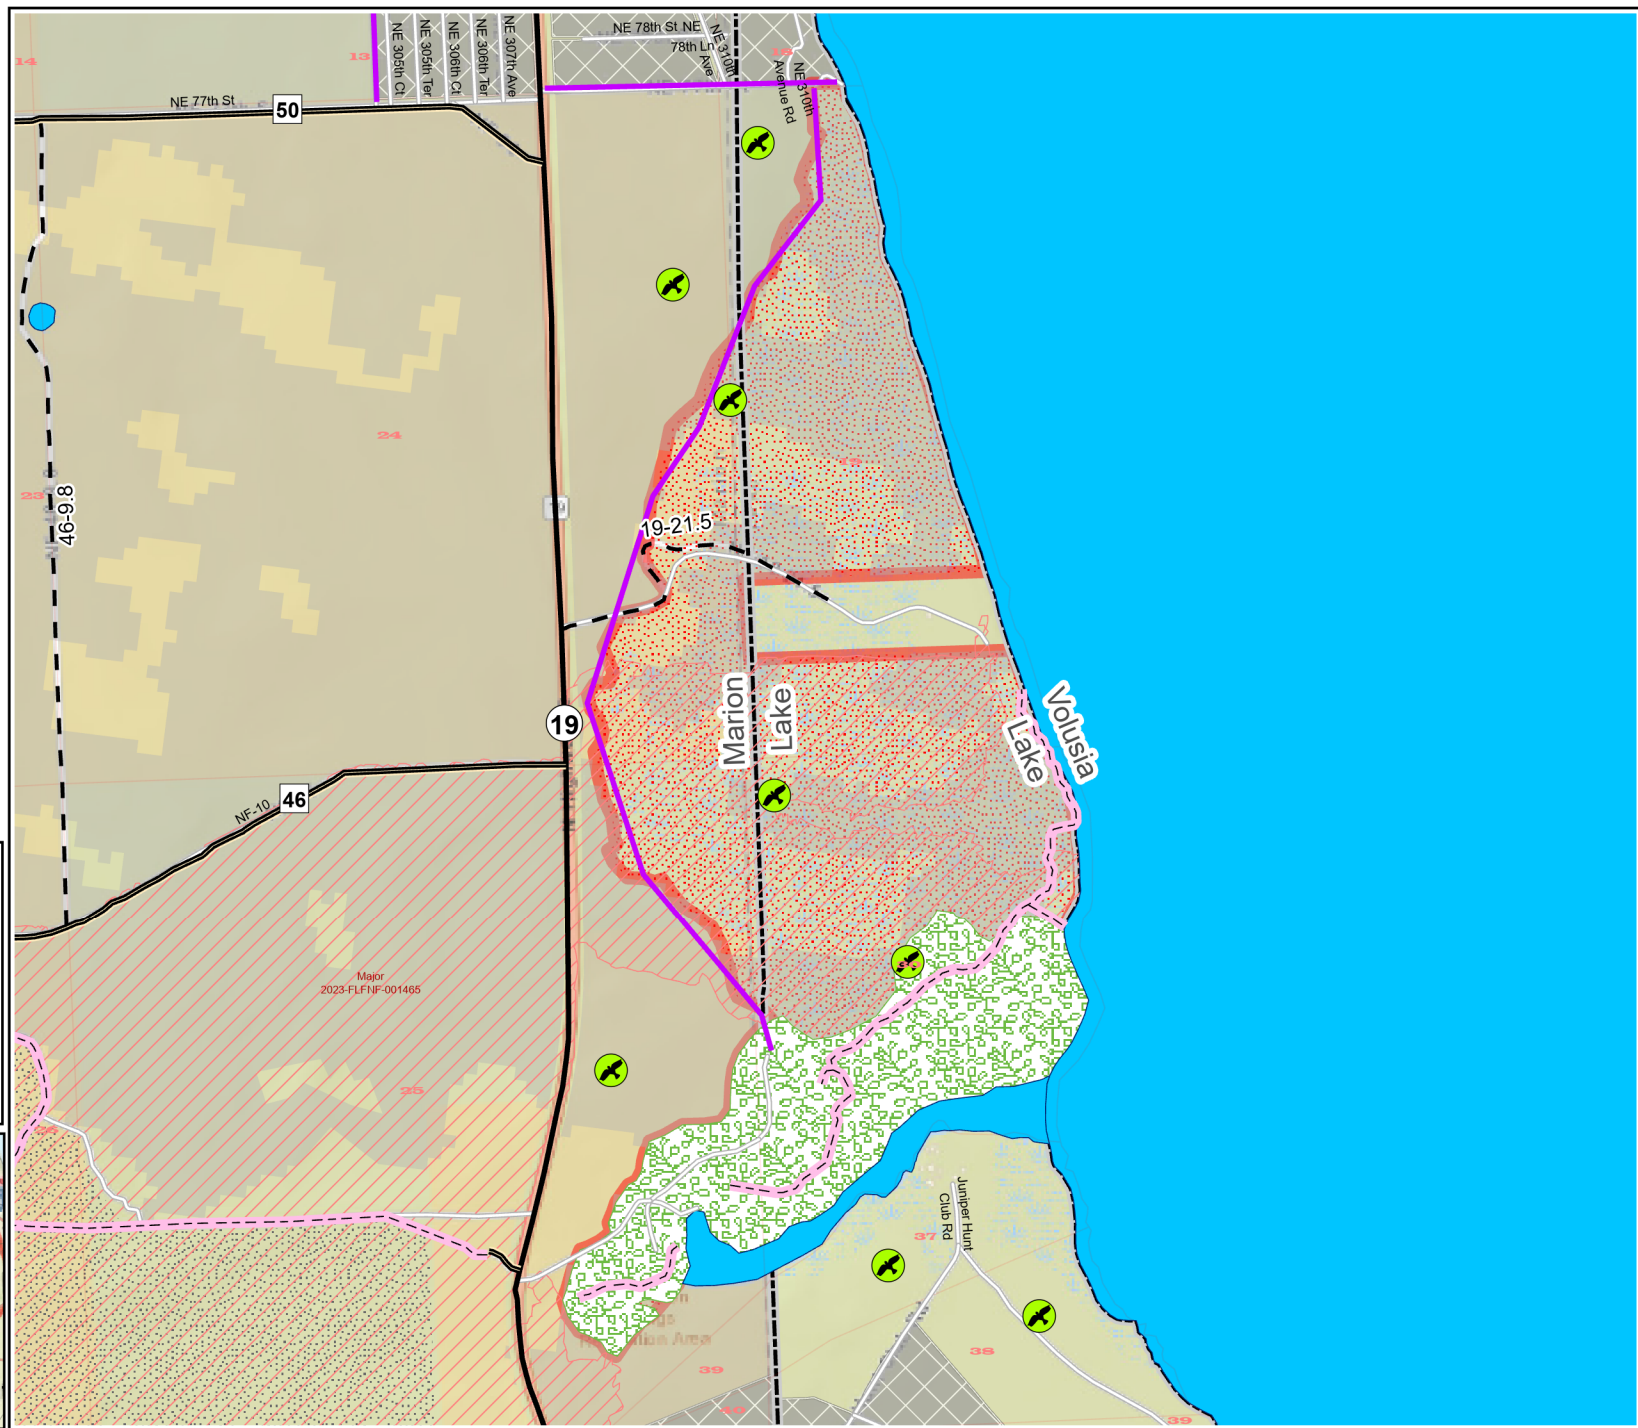 NE 305th Ct
NE 305th Ter
NE 306th Ct
NE 306th Ter
NE 307th Ave
NE 78th St
NE
78th Ln
NE 310th
Ave
16
NE 310th
Avenue Rd
14
13
NE 77th St
50
24
23
46-9.8
19-21.5
19
Marion
Lake
Lake
Volusia
NF-10
46
Major
2023-FLFNF-001465
25
26
Juniper Hunt
Club Rd
37
38
39
40
39